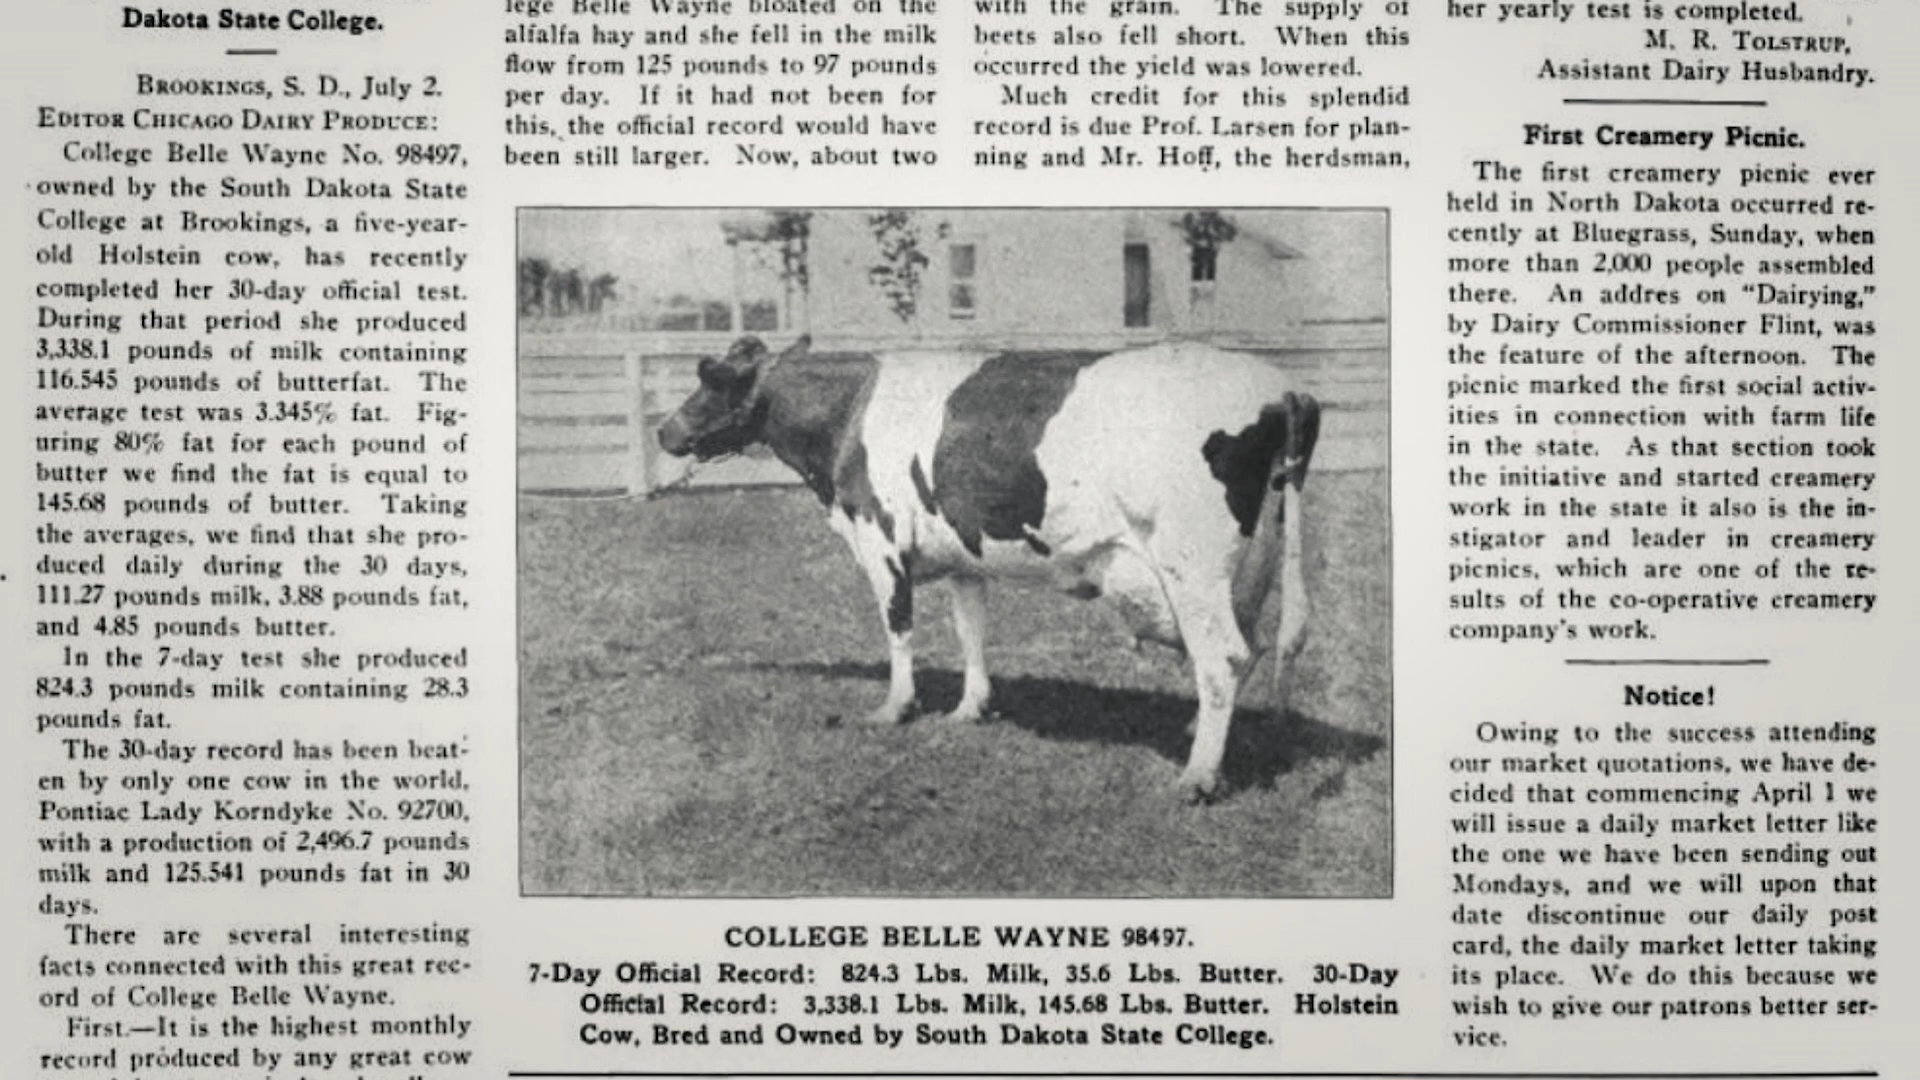 Dakota State College.
BROOKINGS, S. D., July 2.
EDITOR CHICAGO DAIRY PRODUCE:
College Belle Wayne No. 98497,
owned by the South Dakota State
College at Brookings, a five-year-
old Holstein cow, has recently
completed her 30-day official test.
During that period she produced
3,338.1 pounds of milk containing
116.545 pounds of butterfat. The
average test was 3.345% fat. Fig-
uring 80% fat for each pound of
butter we find the fat is equal to
145.68 pounds of butter. Taking
the averages, we find that she pro-
duced daily during the 30 days,
111.27 pounds milk, 3.88 pounds fat,
and 4.85 pounds butter.
In the 7-day test she produced
824.3 pounds milk containing 28.3
pounds fat.
The 30-day record has been beat-
en by only one cow in the world,
Pontiac Lady Korndyke No. 92700,
with a production of 2,496.7 pounds
milk and 125.541 pounds fat in 30
days.
There are several interesting
facts connected with this great rec-
ord of College Belle Wayne.
First.—It is the highest monthly
record produced by any great cow
lege Belle Wayne bloated on the
alfalfa hay and she fell in the milk
flow from 125 pounds to 97 pounds
per day. If it had not been for
this, the official record would have
been still larger. Now, about two
with the grain. The supply of
beets also fell short. When this
occurred the yield was lowered.
Much credit for this splendid
record is due Prof. Larsen for plan-
ning and Mr. Hoff, the herdsman,
COLLEGE BELLE WAYNE 98497.
7-Day Official Record: 824.3 Lbs. Milk, 35.6 Lbs. Butter. 30-Day
Official Record: 3,338.1 Lbs. Milk, 145.68 Lbs. Butter. Holstein
Cow, Bred and Owned by South Dakota State College.
her yearly test is completed.
M. R. TOLSTRUP,
Assistant Dairy Husbandry.
First Creamery Picnic.
The first creamery picnic ever
held in North Dakota occurred re-
cently at Bluegrass, Sunday, when
more than 2,000 people assembled
there. An addres on "Dairying,"
by Dairy Commissioner Flint, was
the feature of the afternoon. The
picnic marked the first social activ-
ities in connection with farm life
in the state. As that section took
the initiative and started creamery
work in the state it also is the in-
stigator and leader in creamery
picnics, which are one of the re-
sults of the co-operative creamery
company's work.
Notice!
Owing to the success attending
our market quotations, we have de-
cided that commencing April 1 we
will issue a daily market letter like
the one we have been sending out
Mondays, and we will upon that
date discontinue our daily post
card, the daily market letter taking
its place. We do this because we
wish to give our patrons better ser-
vice.